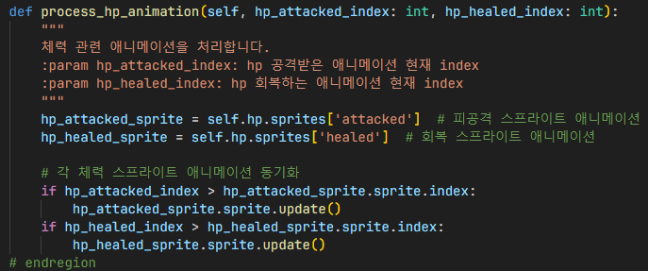 def process_hp_animation(self, hp_attacked_index: int, hp_healed_index: int):
"""
체력 관련 애니메이션을 처리합니다.
:param hp_attacked_index: hp 공격받은 애니메이션 현재 index
:param hp_healed_index: hp 회복하는 애니메이션 현재 index
"""
hp_attacked_sprite = self.hp.sprites['attacked']  # 피공격 스프라이트 애니메이션
hp_healed_sprite = self.hp.sprites['healed']  # 회복 스프라이트 애니메이션
# 각 체력 스프라이트 애니메이션 동기화
if hp_attacked_index > hp_attacked_sprite.sprite.index:
hp_attacked_sprite.sprite.update()
if hp_healed_index > hp_healed_sprite.sprite.index:
hp_healed_sprite.sprite.update()
# endregion